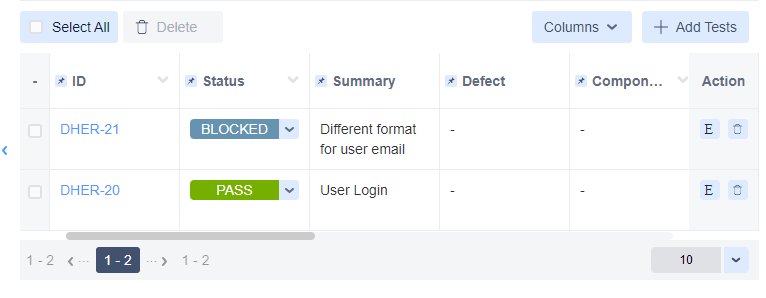 Select All Delete Columns + Add Tests
- ID Status Summary Defect Compon... Action
DHER-21 BLOCKED Different format - - E
for user email
DHER-20 PASS User Login - - E
1 - 2 ... 1 - 2 ... 1 - 2 10